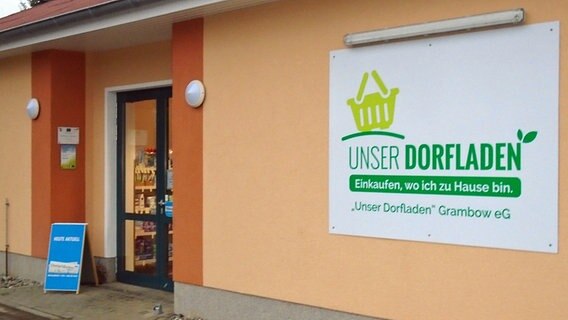 UNSER DORFLADEN
Einkaufen, wo ich zu Hause bin.
„Unser Dorfladen" Grambow eG
HEUTE AKTUELL